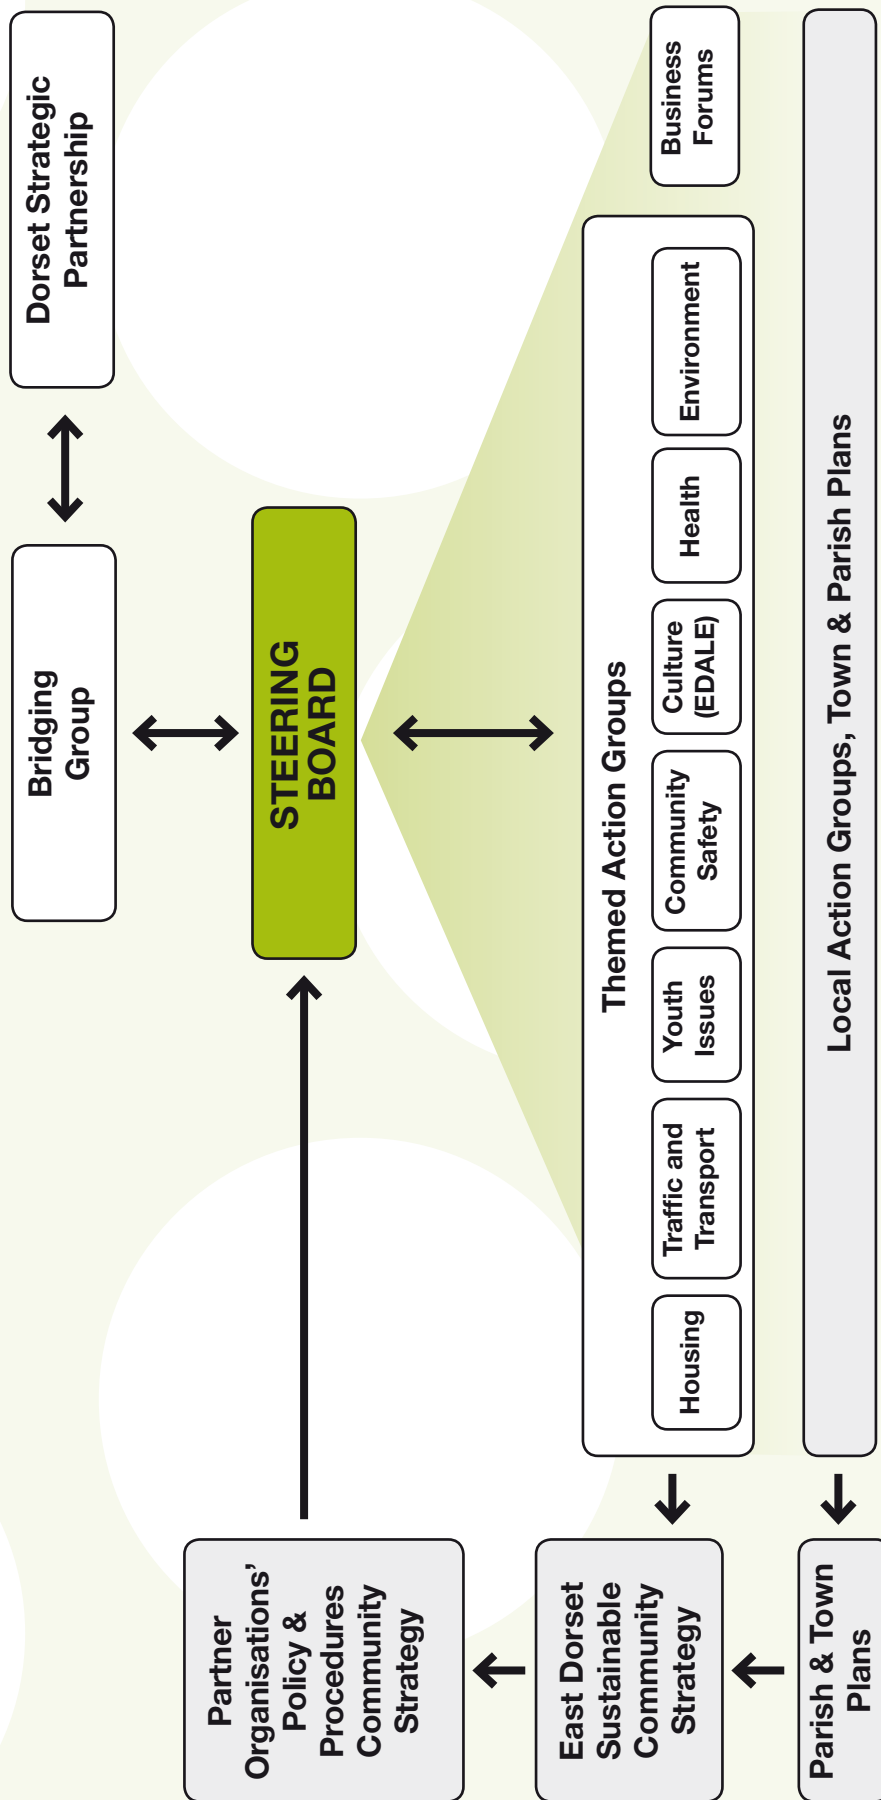 Bridging
Group
Dorset Strategic
Partnership
STEERING
BOARD
Partner
Organisations’
Policy &
Procedures
Community
Strategy
East Dorset
Sustainable
Community
Strategy
Parish & Town
Plans
Themed Action Groups
Housing
Traffic and
Transport
Youth
Issues
Community
Safety
Culture
(EDALE)
Health
Environment
Business
Forums
Local Action Groups, Town & Parish Plans